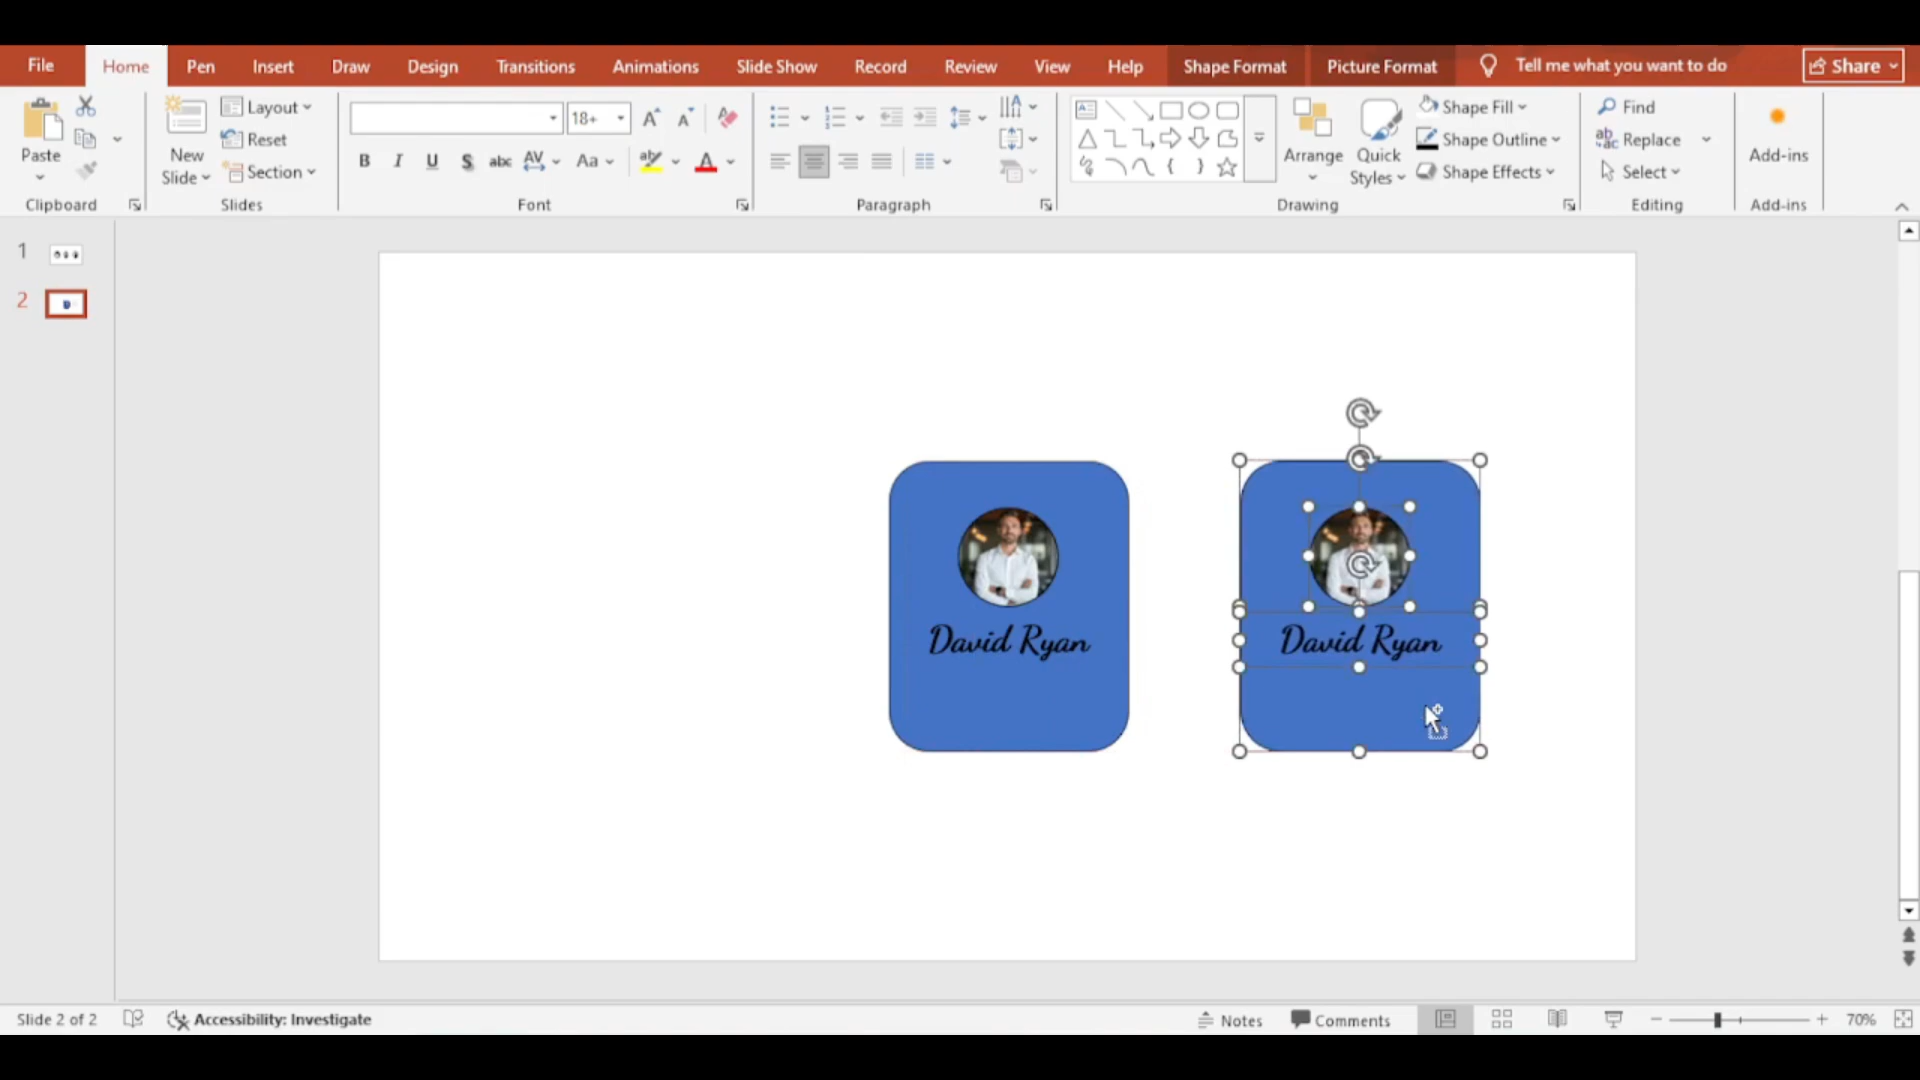 File Home Pen Insert Draw Design Transitions Animations Slide Show Record Review View Help Shape Format Picture Format Tell me what you want to do Share
Paste
New Slide
Layout
Reset
Section
18+
B I U S abc AV Aa A
Arrange
Quick Styles
Shape Fill
Shape Outline
Shape Effects
Find
Replace
Select
Add-ins
Clipboard Slides Font Paragraph Drawing Editing Add-ins
1
2
David Ryan
David Ryan
Slide 2 of 2 Accessibility: Investigate Notes Comments 70%